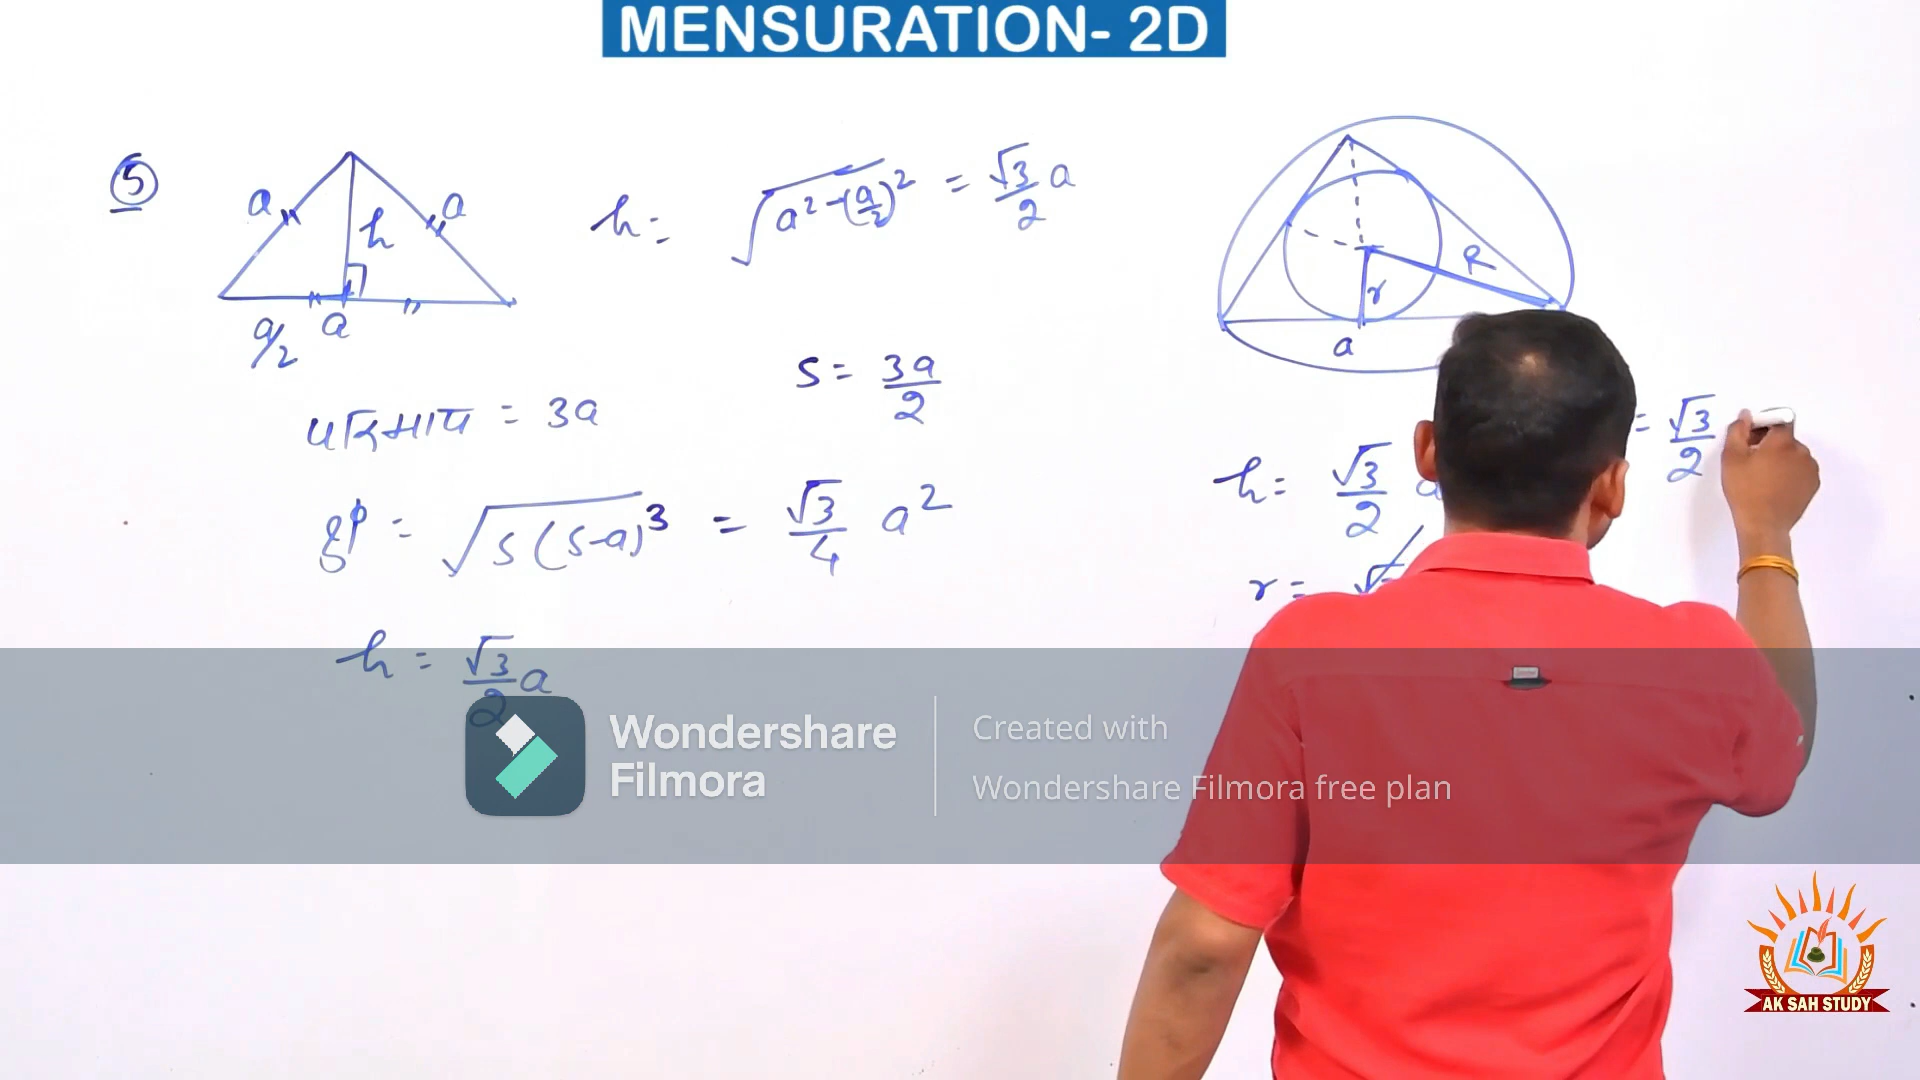 MENSURATION- 2D
5
a
a
h
a/2
a
h = √(a² - (a/2)²) = √3/2 a
परिमाप = 3a
s = 3a/2
क्षे० = √s(s-a)³ = √3/4 a²
h = √3/2 a
R
r
a
h = √3/2 a
= √3/2
r =
Wondershare
Filmora
Created with
Wondershare Filmora free plan
AK SAH STUDY